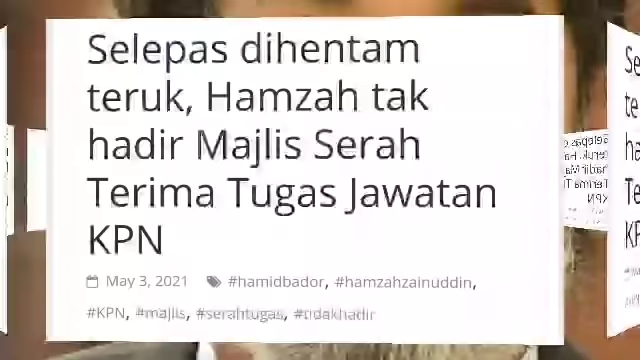 Selepas dihentam
teruk, Hamzah tak
hadir Majlis Serah
Terima Tugas Jawatan
KPN
May 3, 2021 #hamidbador, #hamzahzainuddin,
#KPN, #majlis, #serahtugas, #tidakhadir